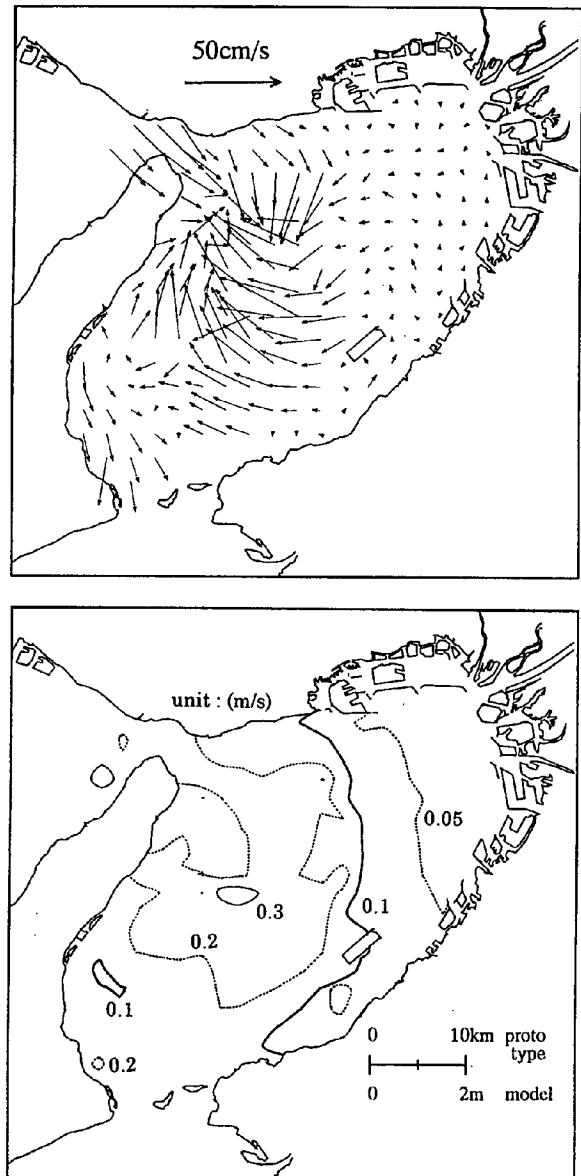 50cm/s
unit : (m/s)
0.05
0.1
0.3
0.2
0.1
0.2
0 10km proto
type
0 2m model